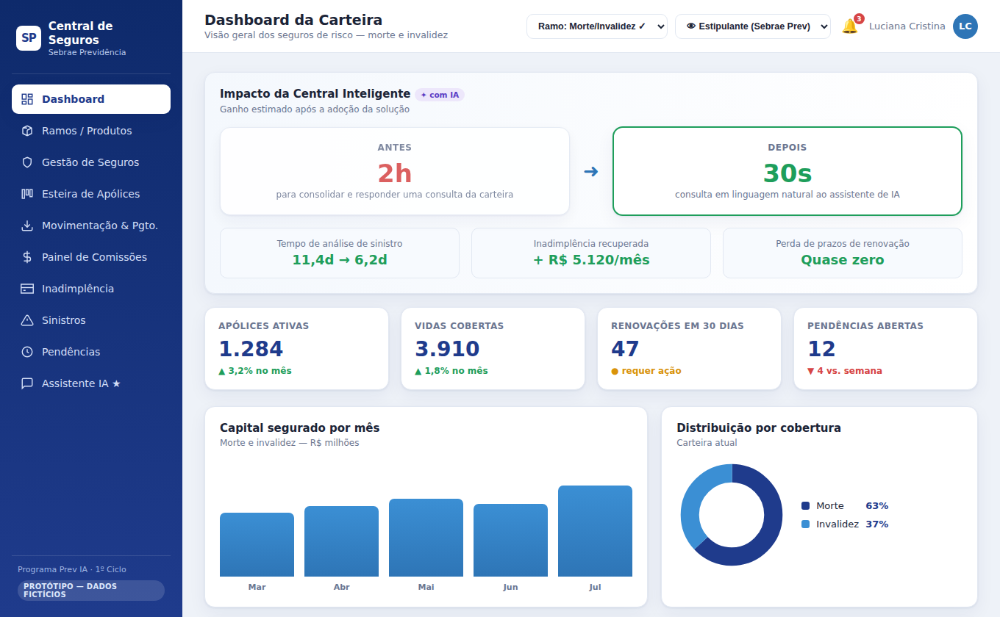 SP
Central de
Seguros
Sebrae Previdência
Dashboard
Ramos / Produtos
Gestão de Seguros
Esteira de Apólices
Movimentação & Pgto.
Painel de Comissões
Inadimplência
Sinistros
Pendências
Assistente IA ★
Programa Prev IA · 1º Ciclo
PROTÓTIPO — DADOS
FICTÍCIOS
Dashboard da Carteira
Visão geral dos seguros de risco — morte e invalidez
Ramo: Morte/Invalidez ✓
👁 Estipulante (Sebrae Prev)
3
Luciana Cristina
LC
Impacto da Central Inteligente ✦ com IA
Ganho estimado após a adoção da solução
ANTES
2h
para consolidar e responder uma consulta da carteira
➜
DEPOIS
30s
consulta em linguagem natural ao assistente de IA
Tempo de análise de sinistro
11,4d → 6,2d
Inadimplência recuperada
+ R$ 5.120/mês
Perda de prazos de renovação
Quase zero
APÓLICES ATIVAS
1.284
▲ 3,2% no mês
VIDAS COBERTAS
3.910
▲ 1,8% no mês
RENOVAÇÕES EM 30 DIAS
47
● requer ação
PENDÊNCIAS ABERTAS
12
▼ 4 vs. semana
Capital segurado por mês
Morte e invalidez — R$ milhões
Mar
Abr
Mai
Jun
Jul
Distribuição por cobertura
Carteira atual
Morte 63%
Invalidez 37%